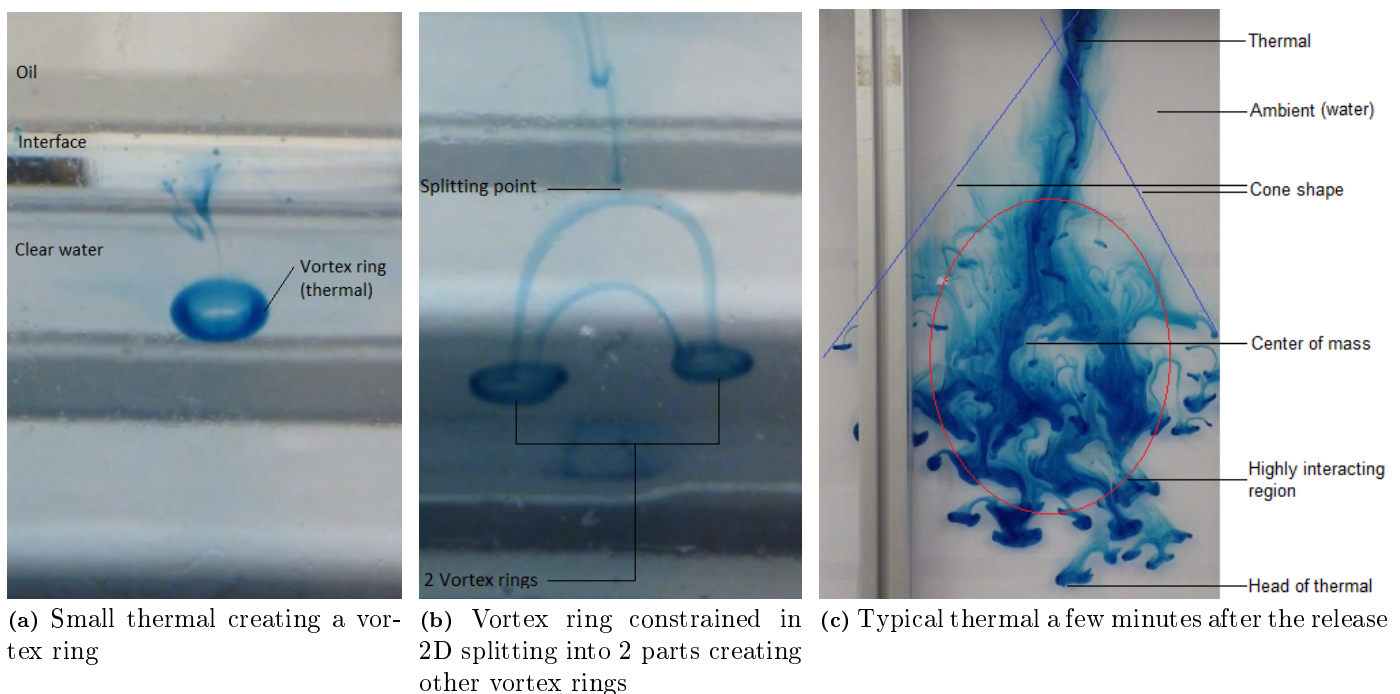 Oil
Interface
Clear water
Vortex ring
(thermal)
(a) Small thermal creating a vor-
tex ring
Splitting point
2 Vortex rings
(b) Vortex ring constrained in
2D splitting into 2 parts creating
other vortex rings
Thermal
Ambient (water)
Cone shape
Center of mass
Highly interacting
region
Head of thermal
(c) Typical thermal a few minutes after the release